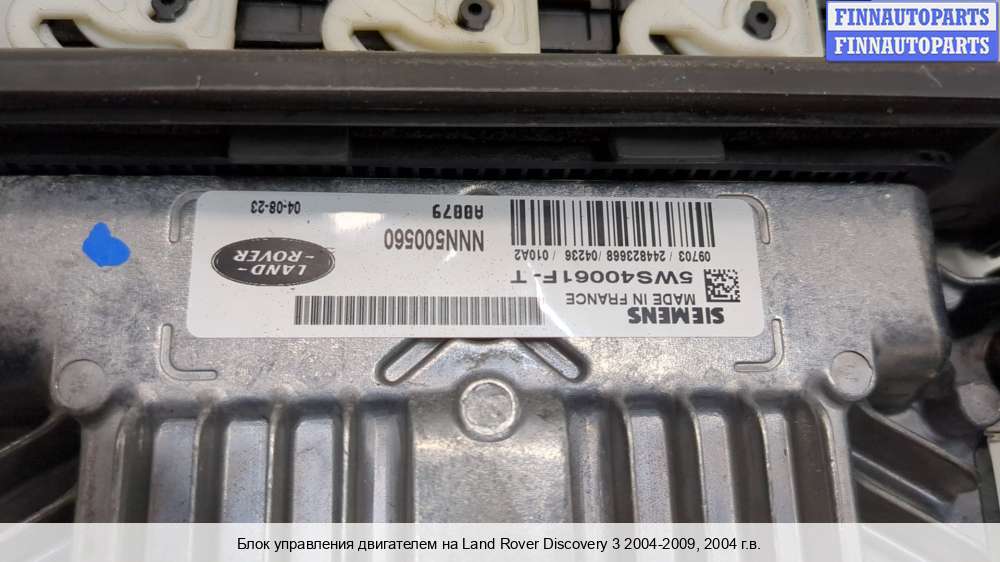 FINNAUTOPARTS
FINNAUTOPARTS
SIEMENS
MADE IN FRANCE
5WS40061F-T
09703 / 244823668 /04236 / 010A2
LAND-
-ROVER
NNN500560
A0079
04-08-23
Блок управления двигателем на Land Rover Discovery 3 2004-2009, 2004 г.в.